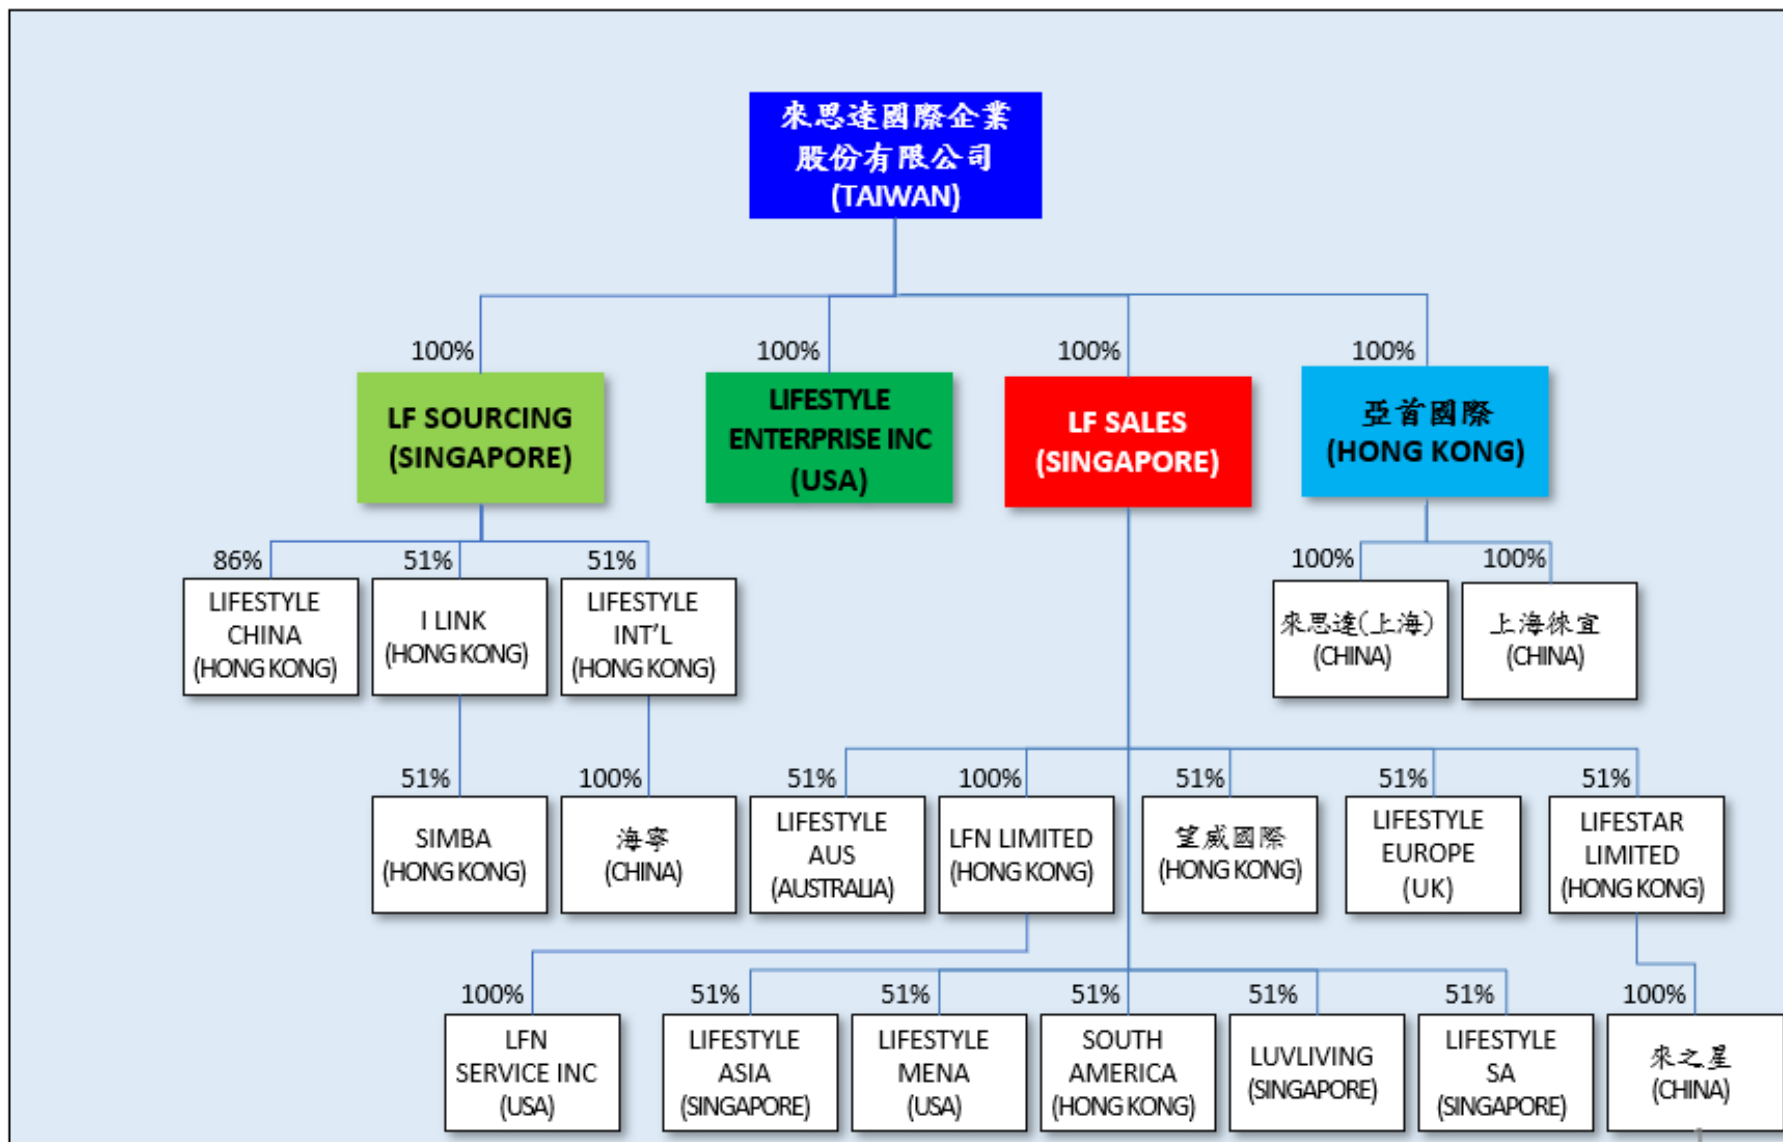 來思達國際企業
股份有限公司
(TAIWAN)
100%
100%
100%
100%
LF SOURCING
(SINGAPORE)
LIFESTYLE
ENTERPRISE INC
(USA)
LF SALES
(SINGAPORE)
亞首國際
(HONG KONG)
86%
51%
51%
100%
100%
LIFESTYLE
CHINA
(HONG KONG)
I LINK
(HONG KONG)
LIFESTYLE
INT'L
(HONG KONG)
來思達(上海)
(CHINA)
上海徠宜
(CHINA)
51%
100%
51%
100%
51%
51%
51%
SIMBA
(HONG KONG)
海寧
(CHINA)
LIFESTYLE
AUS
(AUSTRALIA)
LFN LIMITED
(HONG KONG)
望威國際
(HONG KONG)
LIFESTYLE
EUROPE
(UK)
LIFESTAR
LIMITED
(HONG KONG)
100%
51%
51%
51%
51%
51%
100%
LFN
SERVICE INC
(USA)
LIFESTYLE
ASIA
(SINGAPORE)
LIFESTYLE
MENA
(USA)
SOUTH
AMERICA
(HONG KONG)
LUVLIVING
(SINGAPORE)
LIFESTYLE
SA
(SINGAPORE)
來之星
(CHINA)